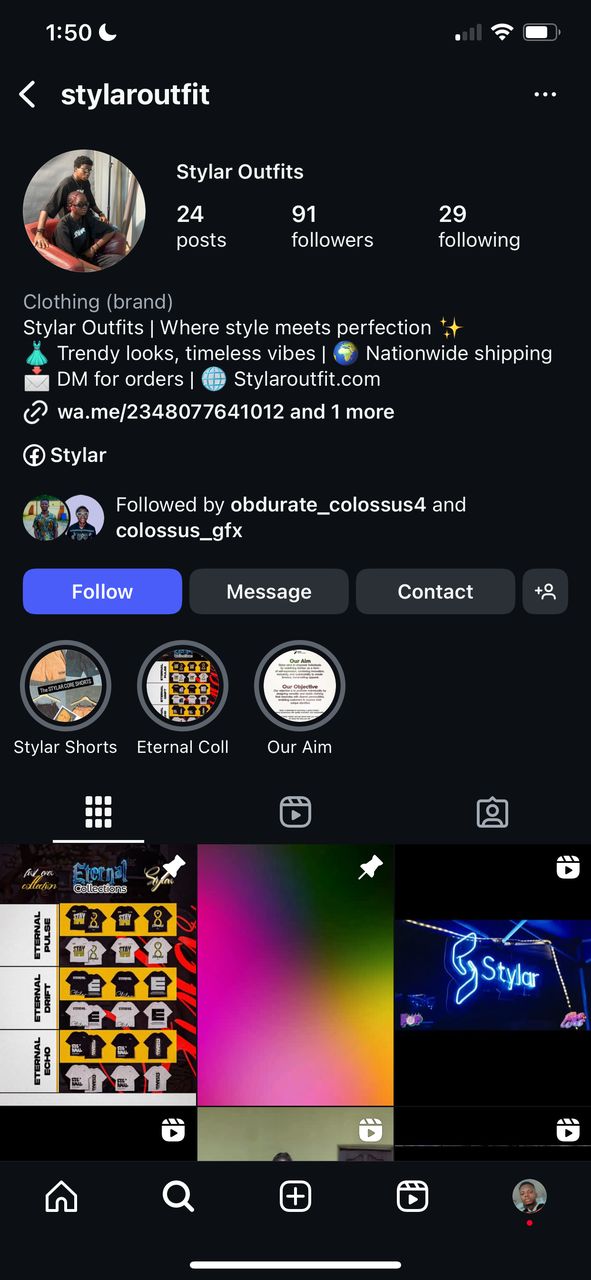 1:50
stylaroutfit
Stylar Outfits
24 91 29
posts followers following
Clothing (brand)
Stylar Outfits | Where style meets perfection ✨
👗 Trendy looks, timeless vibes | 🌍 Nationwide shipping
📩 DM for orders | 🌐 Stylaroutfit.com
wa.me/2348077641012 and 1 more
Stylar
Followed by obdurate_colossus4 and
colossus_gfx
Follow Message Contact
The STYLAR CORE SHORTS
Our Aim
Our Objective
Stylar Shorts Eternal Coll Our Aim
first ever
collection
Eternal
Collections
Stylar
ETERNAL
PULSE
ETERNAL
DRIFT
ETERNAL
ECHO
Stylar